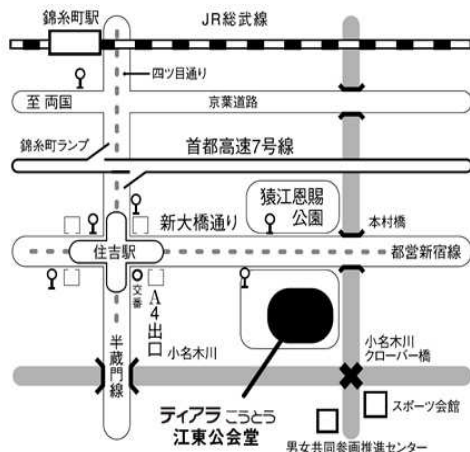 錦糸町駅
JR総武線
四ツ目通り
至 両国
京葉道路
錦糸町ランプ
首都高速7号線
猿江恩賜
公園
新大橋通り
本村橋
住吉駅
都営新宿線
交番
A4出口
半蔵門線
小名木川
小名木川
クローバー橋
ティアラこうとう
江東公会堂
スポーツ会館
男女共同参画推進センター